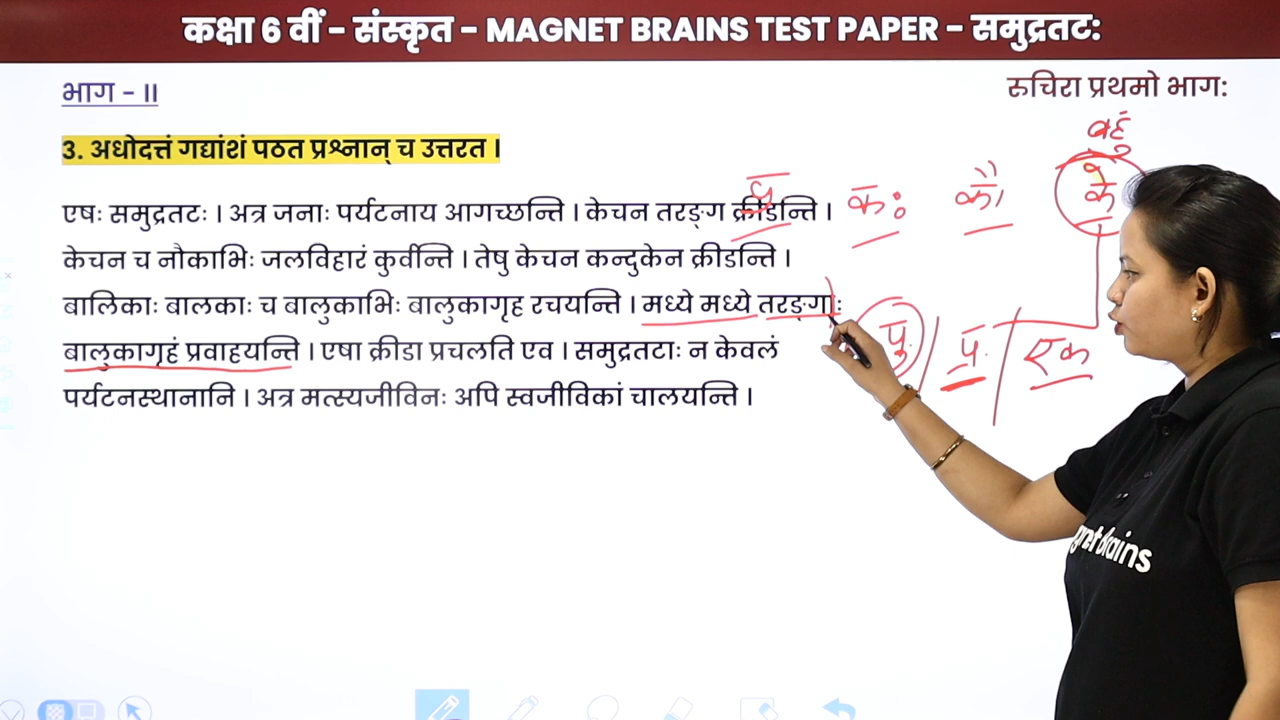 कक्षा 6 वीं - संस्कृत - MAGNET BRAINS TEST PAPER - समुद्रतट:
भाग - II
रुचिरा प्रथमो भाग:
3. अधोदत्तं गद्यांशं पठत प्रश्नान् च उत्तरत ।
बहु
एषः समुद्रतटः । अत्र जनाः पर्यटनाय आगच्छन्ति । केचन तरङ्ग क्रीडन्ति ।
कः कौ के
केचन च नौकाभिः जलविहारं कुर्वन्ति । तेषु केचन कन्दुकेन क्रीडन्ति ।
बालिकाः बालकाः च बालुकाभिः बालुकागृह रचयन्ति । मध्ये मध्ये तरङ्गाः
बालुकागृहं प्रवाहयन्ति । एषा क्रीडा प्रचलति एव । समुद्रतटाः न केवलं
पु. प्र. एक
पर्यटनस्थानानि । अत्र मत्स्यजीविनः अपि स्वजीविकां चालयन्ति ।
gnet brains